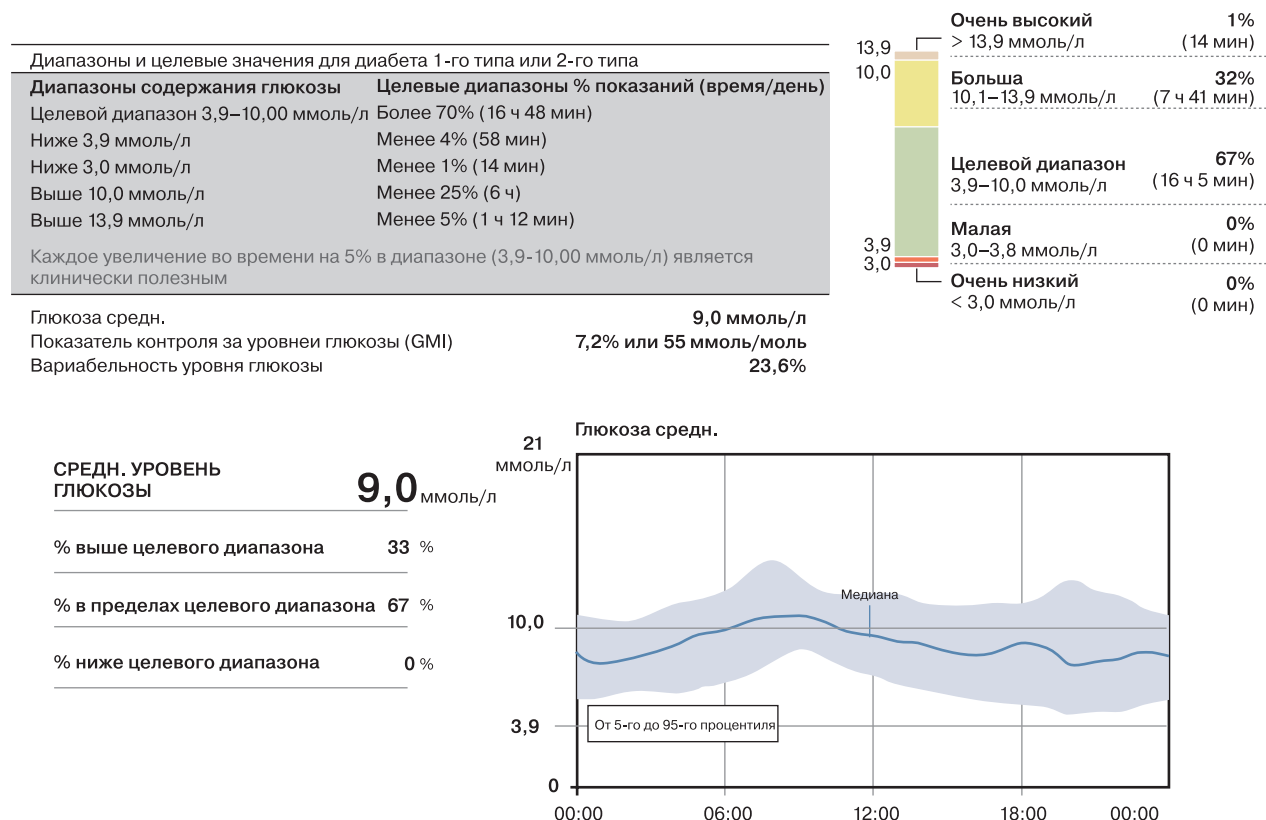 Диапазоны и целевые значения для диабета 1-го типа или 2-го типа
Диапазоны содержания глюкозы Целевые диапазоны % показаний (время/день)
Целевой диапазон 3,9–10,00 ммоль/л Более 70% (16 ч 48 мин)
Ниже 3,9 ммоль/л Менее 4% (58 мин)
Ниже 3,0 ммоль/л Менее 1% (14 мин)
Выше 10,0 ммоль/л Менее 25% (6 ч)
Выше 13,9 ммоль/л Менее 5% (1 ч 12 мин)
Каждое увеличение во времени на 5% в диапазоне (3,9-10,00 ммоль/л) является
клинически полезным
Глюкоза средн. 9,0 ммоль/л
Показатель контроля за уровнеи глюкозы (GMI) 7,2% или 55 ммоль/моль
Вариабельность уровня глюкозы 23,6%
13,9
10,0
3,9
3,0
Очень высокий 1%
> 13,9 ммоль/л (14 мин)
Больша 32%
10,1–13,9 ммоль/л (7 ч 41 мин)
Целевой диапазон 67%
3,9–10,0 ммоль/л (16 ч 5 мин)
Малая 0%
3,0–3,8 ммоль/л (0 мин)
Очень низкий 0%
< 3,0 ммоль/л (0 мин)
СРЕДН. УРОВЕНЬ
ГЛЮКОЗЫ 9,0 ммоль/л
% выше целевого диапазона 33 %
% в пределах целевого диапазона 67 %
% ниже целевого диапазона 0 %
Глюкоза средн.
21
ммоль/л
Медиана
10,0
3,9
От 5-го до 95-го процентиля
0
00:00 06:00 12:00 18:00 00:00